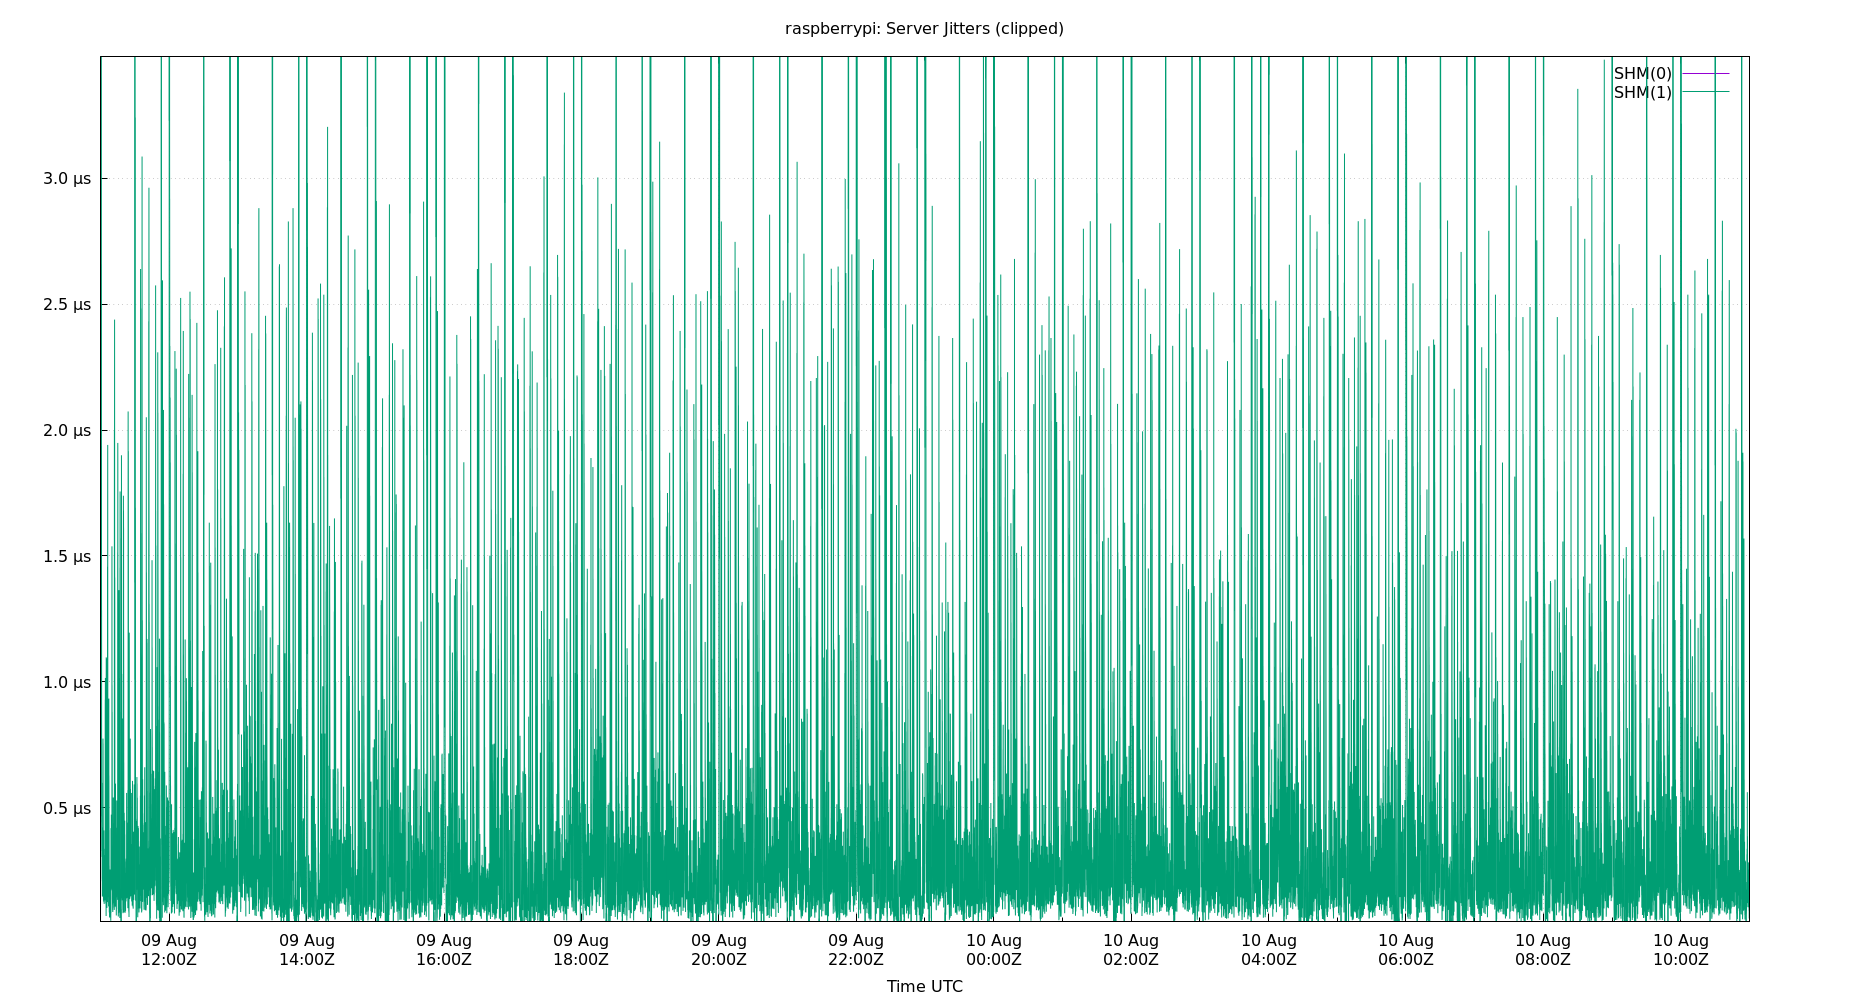 raspberrypi: Server Jitters (clipped)
SHM(0)
SHM(1)
3.0 µs
2.5 µs
2.0 µs
1.5 µs
1.0 µs
0.5 µs
09 Aug 09 Aug 09 Aug 09 Aug 09 Aug 09 Aug 10 Aug 10 Aug 10 Aug 10 Aug 10 Aug 10 Aug
12:00Z 14:00Z 16:00Z 18:00Z 20:00Z 22:00Z 00:00Z 02:00Z 04:00Z 06:00Z 08:00Z 10:00Z
Time UTC